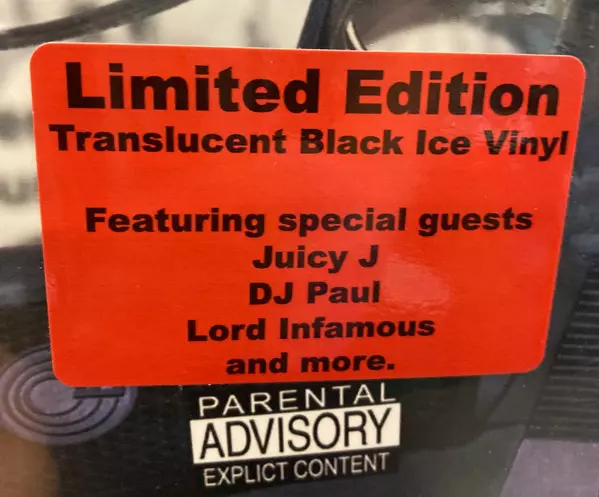 Limited Edition
Translucent Black Ice Vinyl
Featuring special guests
Juicy J
DJ Paul
Lord Infamous
and more.
PARENTAL
ADVISORY
EXPLICT CONTENT